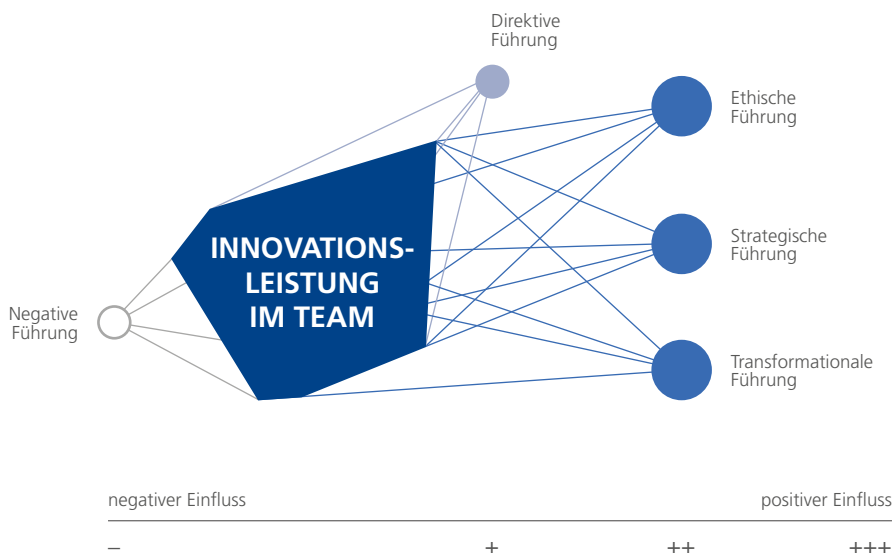 Direktive
Führung
Ethische
Führung
INNOVATIONS-
LEISTUNG
IM TEAM
Strategische
Führung
Negative
Führung
Transformationale
Führung
negativer Einfluss
positiver Einfluss
–
+
++
+++